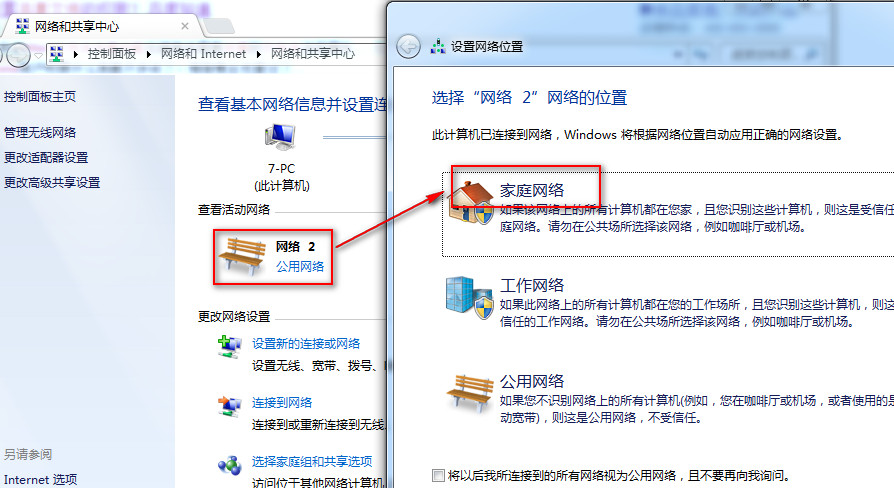 网络和共享中心
控制面板 网络和 Internet 网络和共享中心
控制面板主页
管理无线网络
更改适配器设置
更改高级共享设置
另请参阅
Internet 选项
查看基本网络信息并设置连
7-PC
(此计算机)
查看活动网络
网络 2
公用网络
更改网络设置
设置新的连接或网络
设置无线、宽带、拨号、
连接到网络
连接到或重新连接到无线
选择家庭组和共享选项
访问位于其他网络计算机
设置网络位置
选择“网络 2”网络的位置
此计算机已连接到网络，Windows 将根据网络位置自动应用正确的网络设置。
家庭网络
如果该网络上的所有计算机都在您家，且您识别这些计算机，则这是受信任
庭网络。请勿在公共场所选择该网络，例如咖啡厅或机场。
工作网络
如果此网络上的所有计算机都在您的工作场所，且您识别这些计算机，则这
信任的工作网络。请勿在公共场所选择该网络，例如咖啡厅或机场。
公用网络
如果您不识别网络上的所有计算机(例如，您在咖啡厅或机场，或者使用的是
动宽带)，则这是公用网络，不受信任。
将以后我所连接到的所有网络视为公用网络，且不要再向我询问。